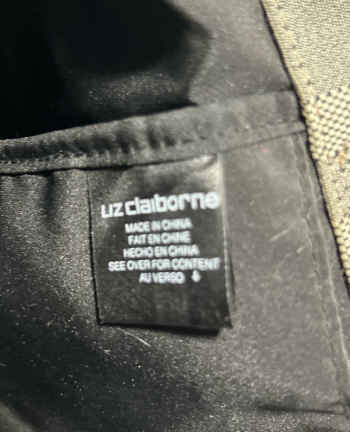 liz claiborne
MADE IN CHINA
FAIT EN CHINE
HECHO EN CHINA
SEE OVER FOR CONTENT
AU VERSO